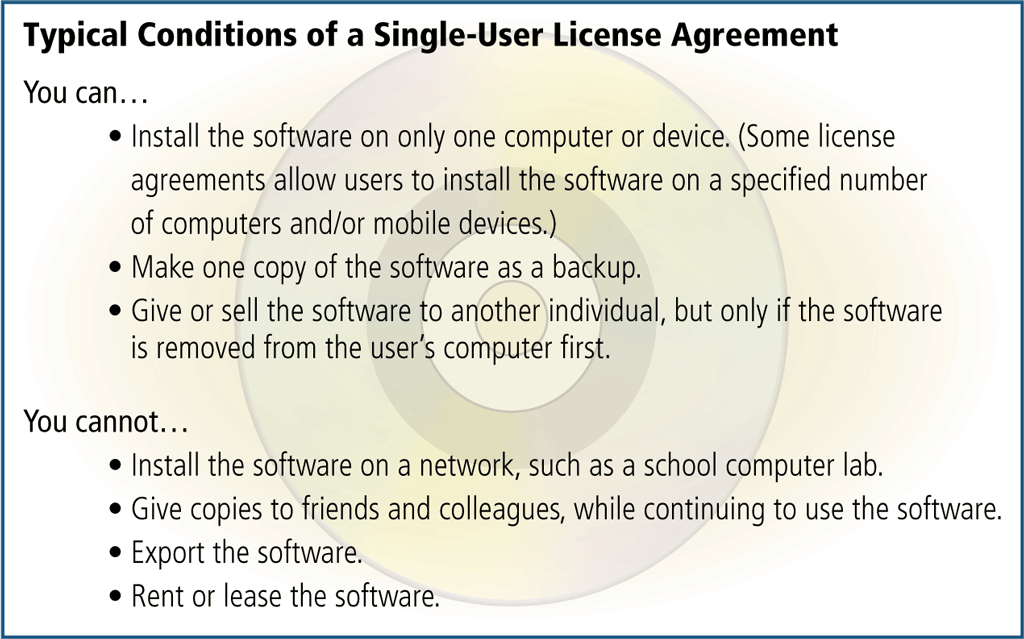 Typical Conditions of a Single-User License Agreement
You can…
• Install the software on only one computer or device. (Some license
agreements allow users to install the software on a specified number
of computers and/or mobile devices.)
• Make one copy of the software as a backup.
• Give or sell the software to another individual, but only if the software
is removed from the user’s computer first.
You cannot…
• Install the software on a network, such as a school computer lab.
• Give copies to friends and colleagues, while continuing to use the software.
• Export the software.
• Rent or lease the software.